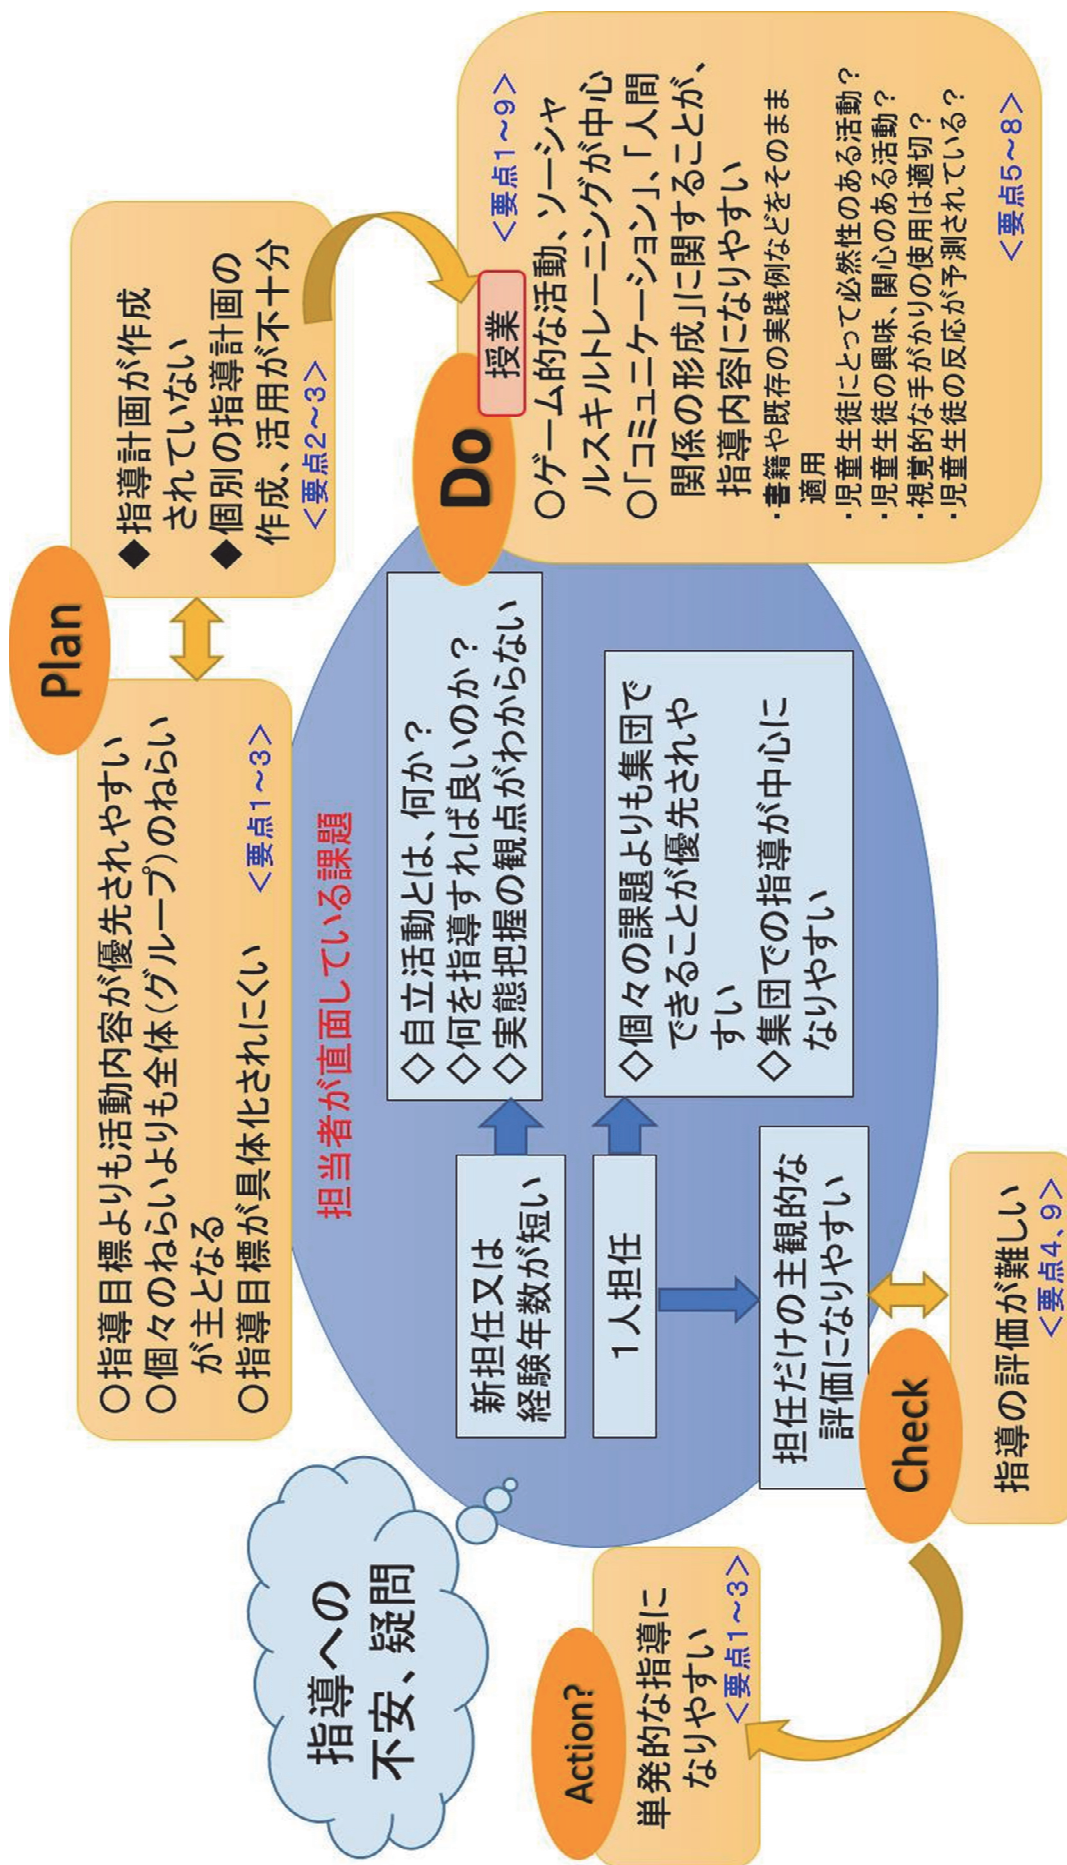 Plan
○指導目標よりも活動内容が優先されやすい
○個々のねらいよりも全体(グループ)のねらい
が主となる
○指導目標が具体化されにくい
<要点1~3>
◆指導計画が作成
されていない
◆個別の指導計画の
作成、活用が不十分
<要点2~3>
指導への
不安、疑問
担当者が直面している課題
新担任又は
経験年数が短い
◇自立活動とは、何か?
◇何を指導すれば良いのか?
◇実態把握の観点がわからない
1人担任
◇個々の課題よりも集団で
できることが優先されや
すい
◇集団での指導が中心に
なりやすい
担任だけの主観的な
評価になりやすい
Do
授業
<要点1~9>
○ゲーム的な活動、ソーシャ
ルスキルトレーニングが中心
○「コミュニケーション」、「人間
関係の形成」に関することが、
指導内容になりやすい
・書籍や既存の実践例などをそのまま
適用
・児童生徒にとって必然性のある活動?
・児童生徒の興味、関心のある活動?
・視覚的な手がかりの使用は適切?
・児童生徒の反応が予測されている?
<要点5~8>
Check
指導の評価が難しい
<要点4、9>
Action?
単発的な指導に
なりやすい
<要点1~3>